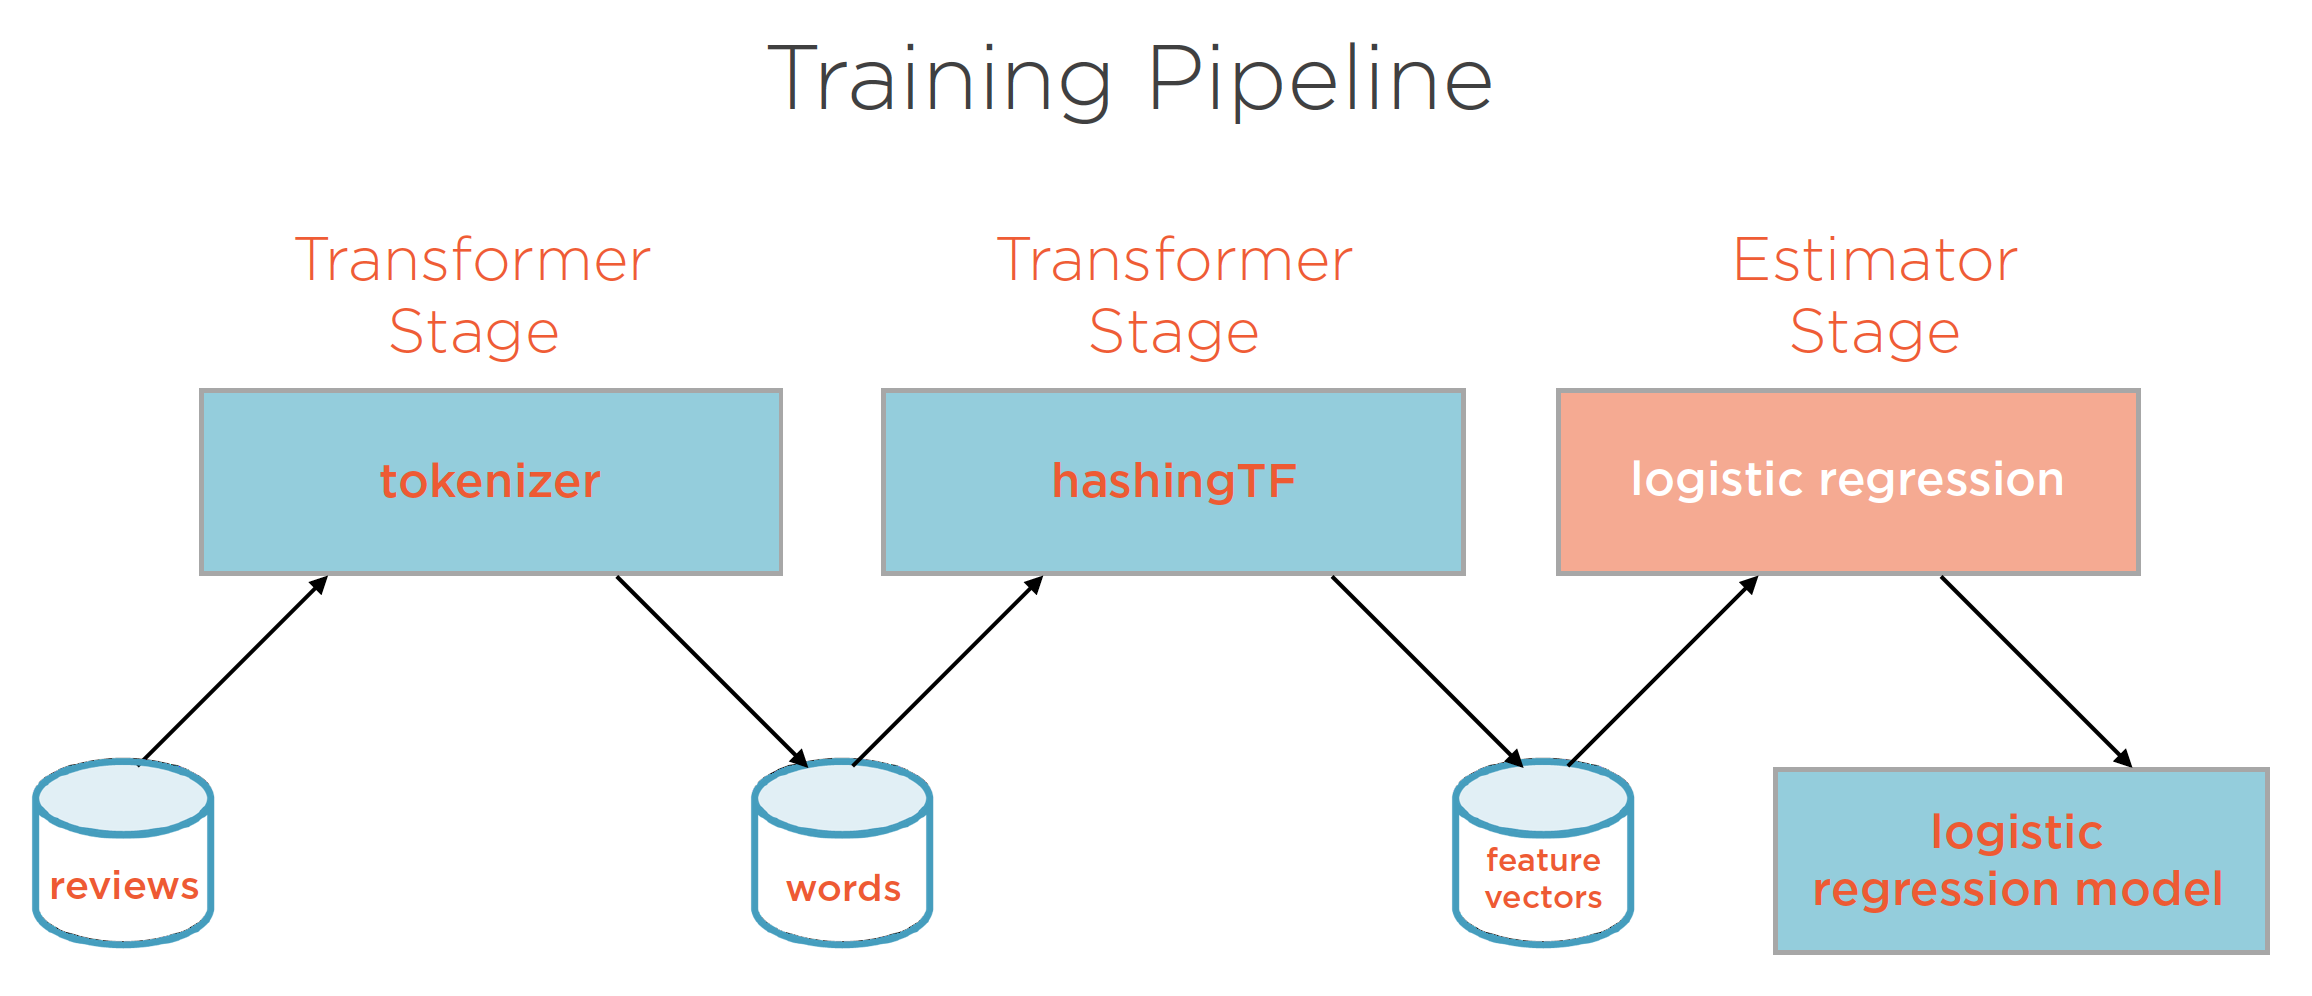 Training Pipeline
Transformer
Stage
Transformer
Stage
Estimator
Stage
tokenizer
hashingTF
logistic regression
reviews
words
feature
vectors
logistic
regression model